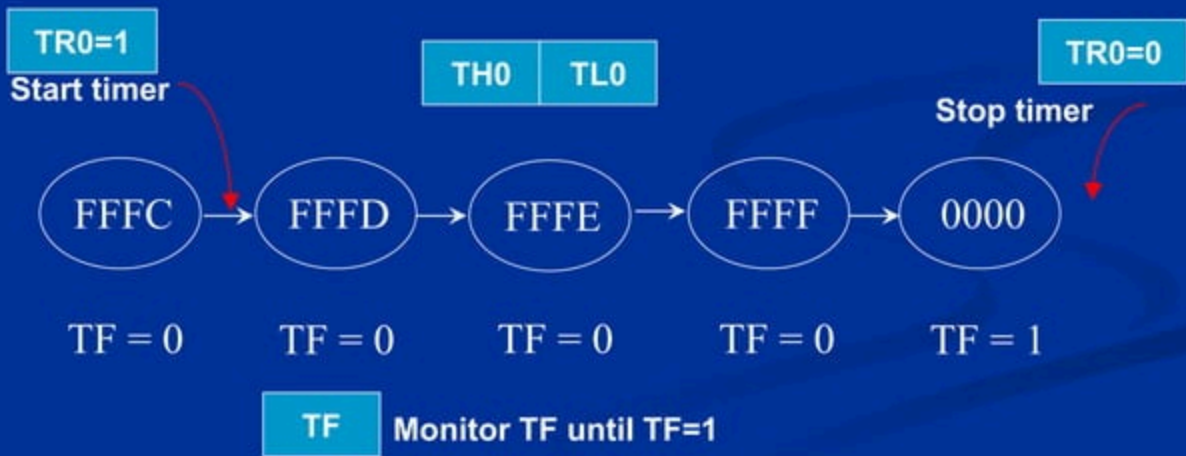 TR0=1
Start timer
TH0 TL0
TR0=0
Stop timer
FFFC FFFD FFFE FFFF 0000
TF = 0 TF = 0 TF = 0 TF = 0 TF = 1
TF Monitor TF until TF=1